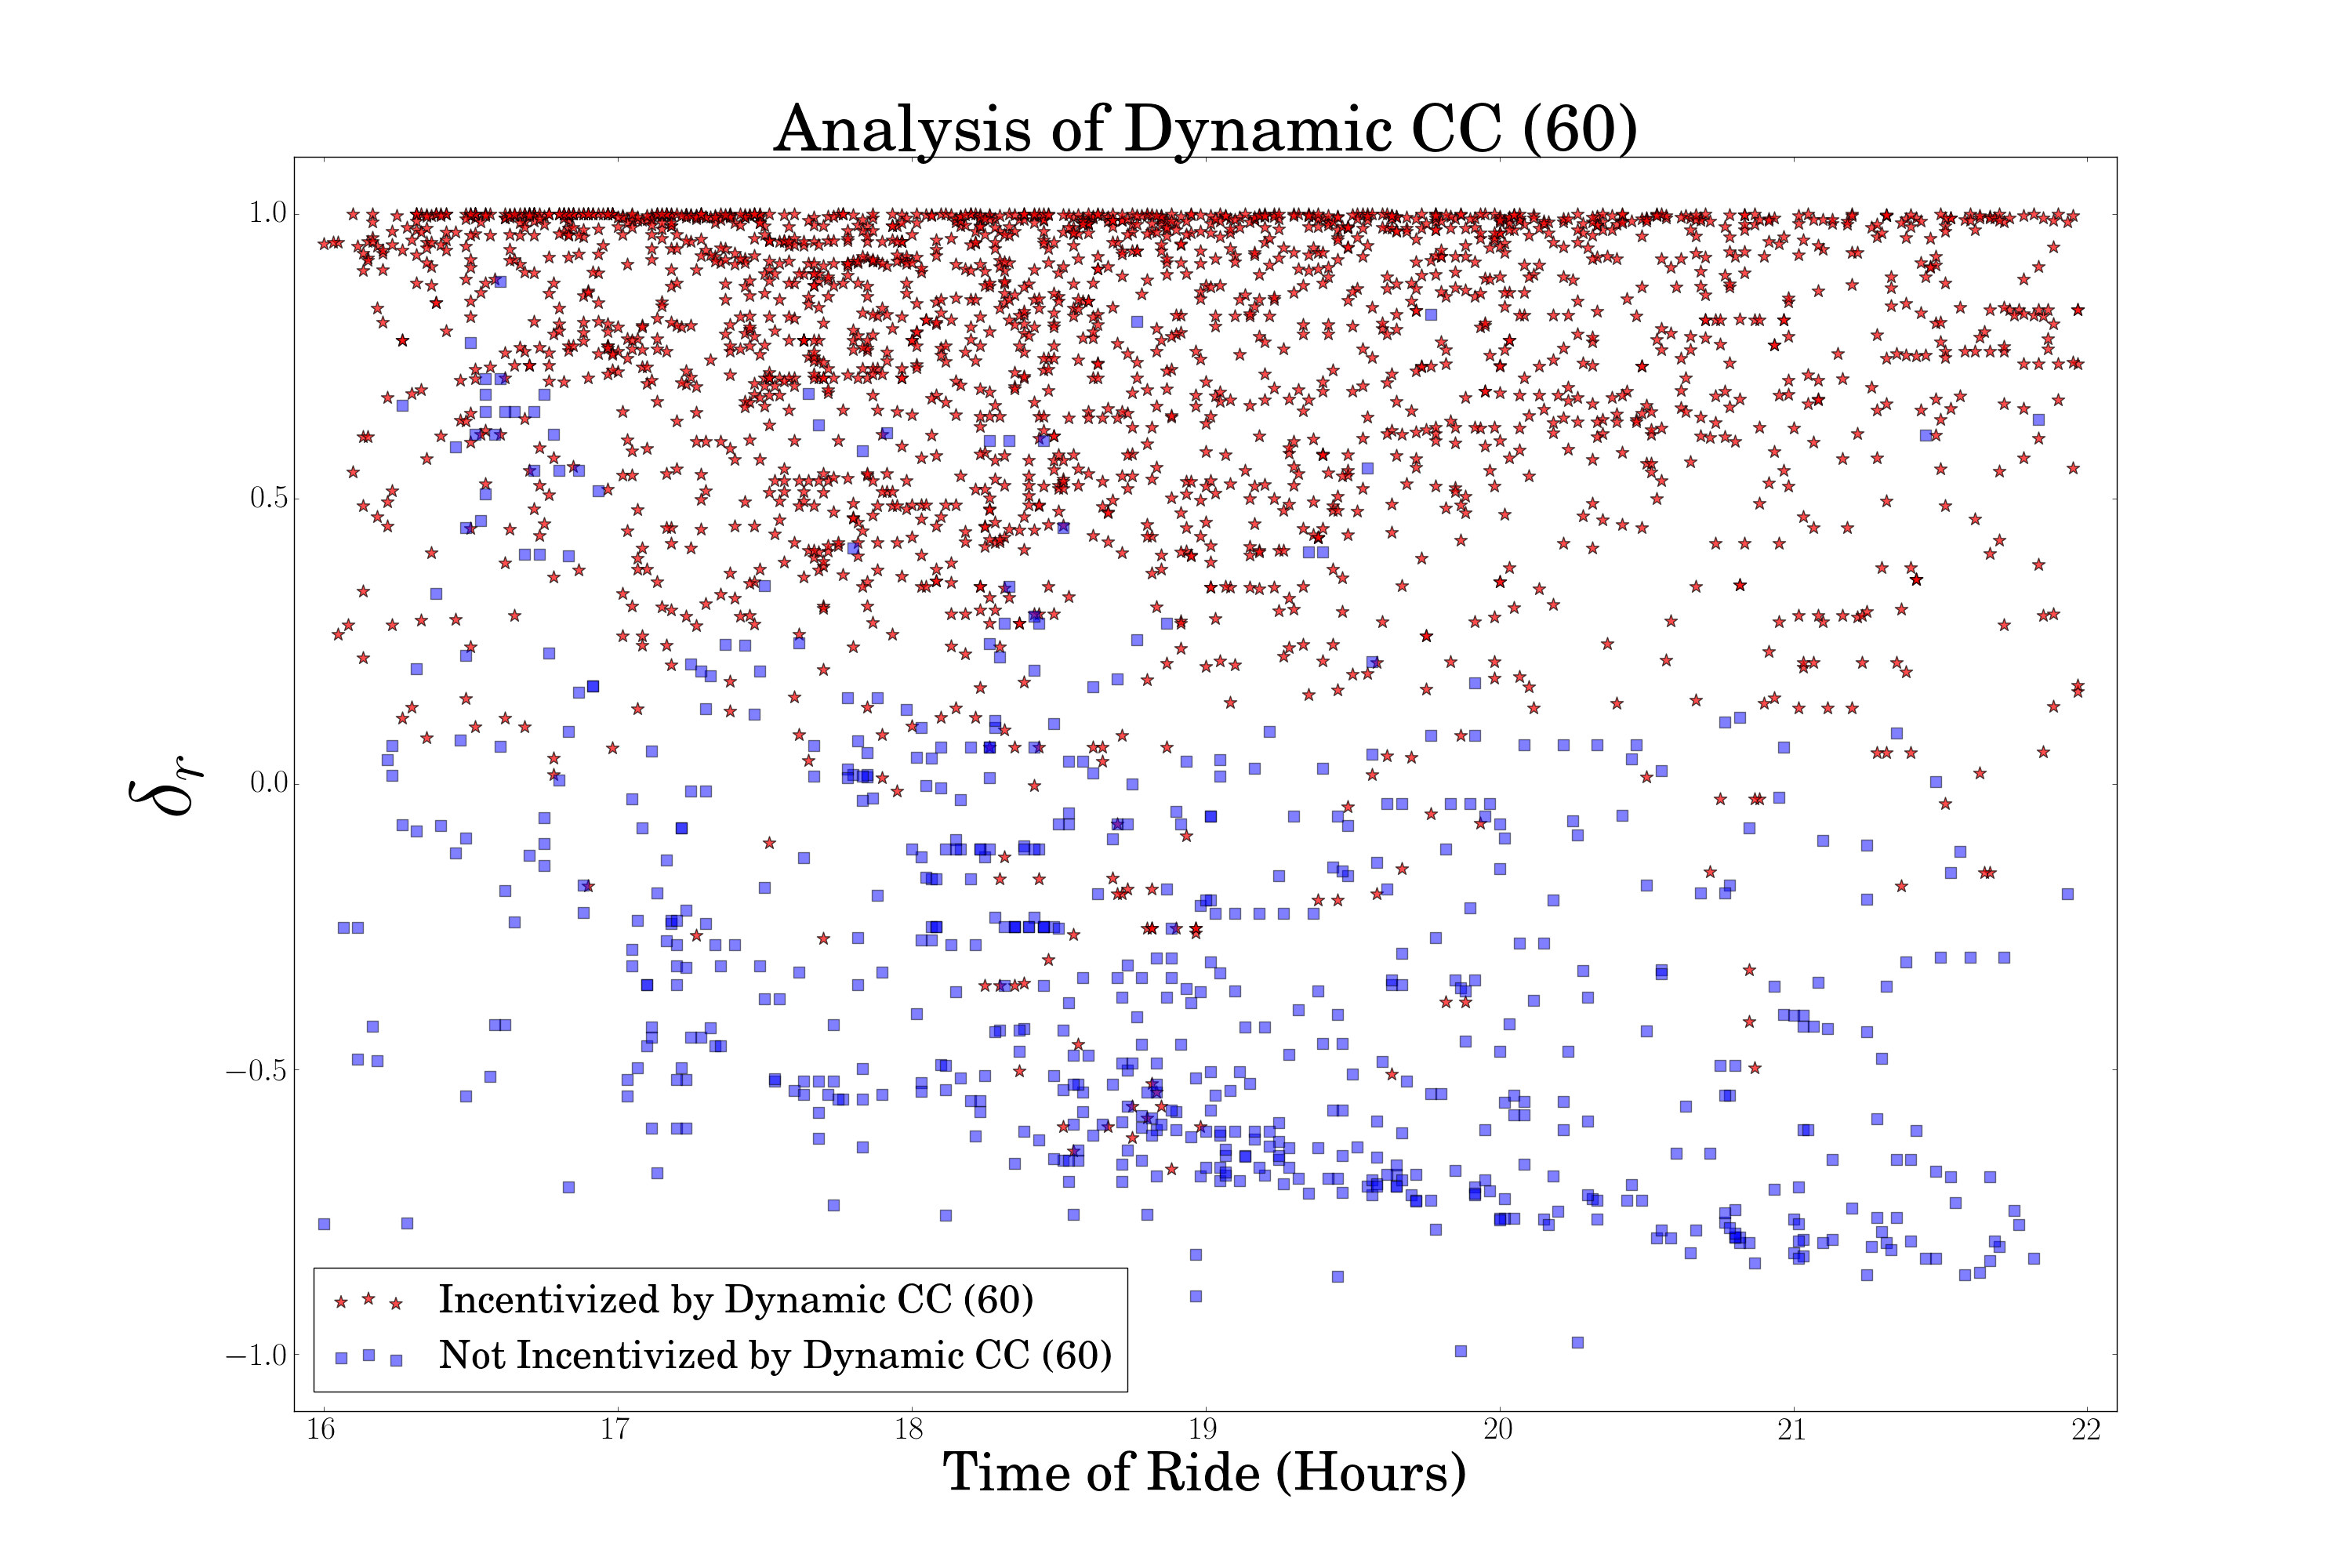 Analysis of Dynamic CC (60)
1.0
0.5
0.0
−0.5
−1.0
δr
Incentivized by Dynamic CC (60)
Not Incentivized by Dynamic CC (60)
16 17 18 19 20 21 22
Time of Ride (Hours)